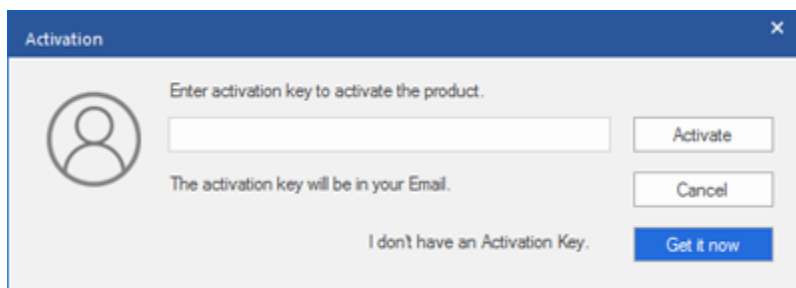 Activation
×
Enter activation key to activate the product.
Activate
The activation key will be in your Email.
Cancel
I don't have an Activation Key.
Get it now